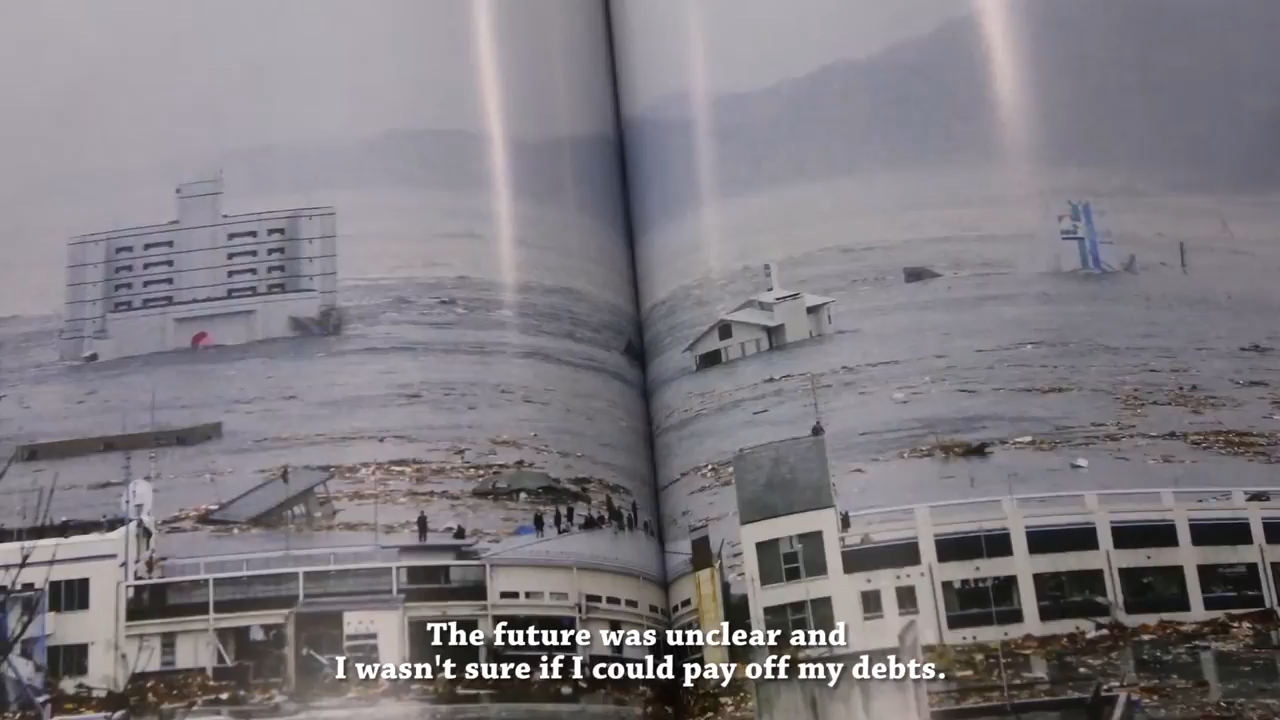 The future was unclear and
I wasn't sure if I could pay off my debts.